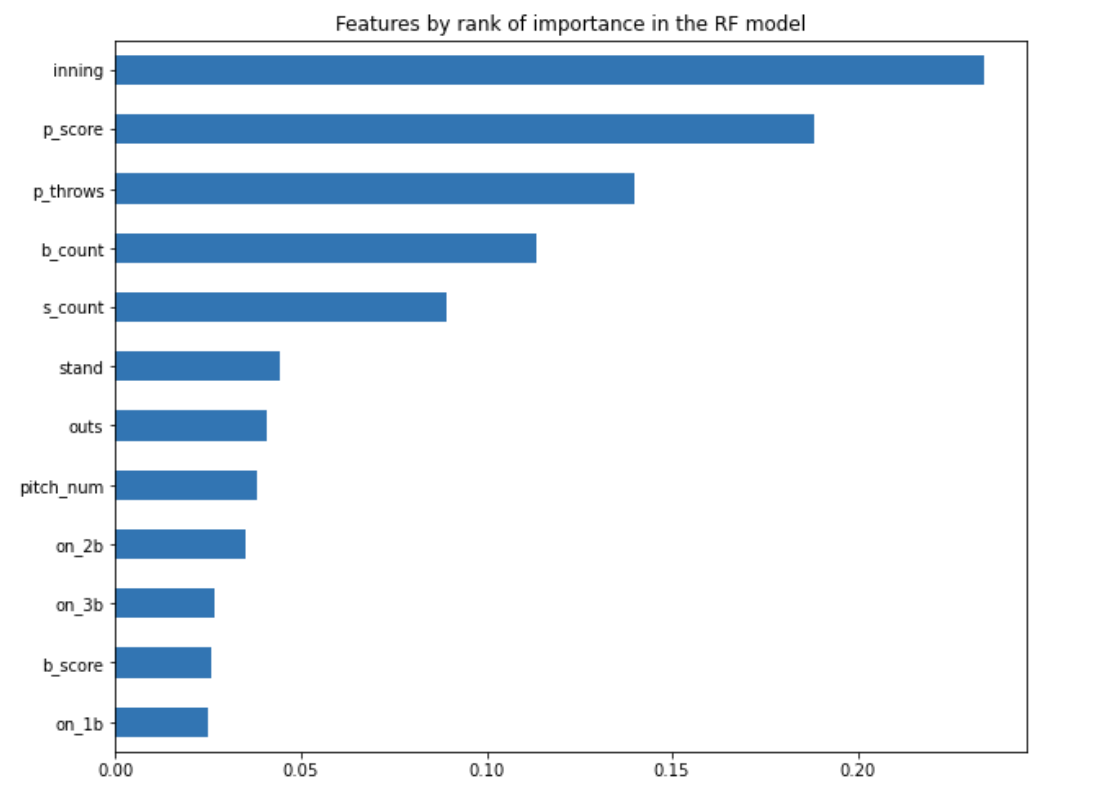 Features by rank of importance in the RF model
inning
p_score
p_throws
b_count
s_count
stand
outs
pitch_num
on_2b
on_3b
b_score
on_1b
0.00 0.05 0.10 0.15 0.20